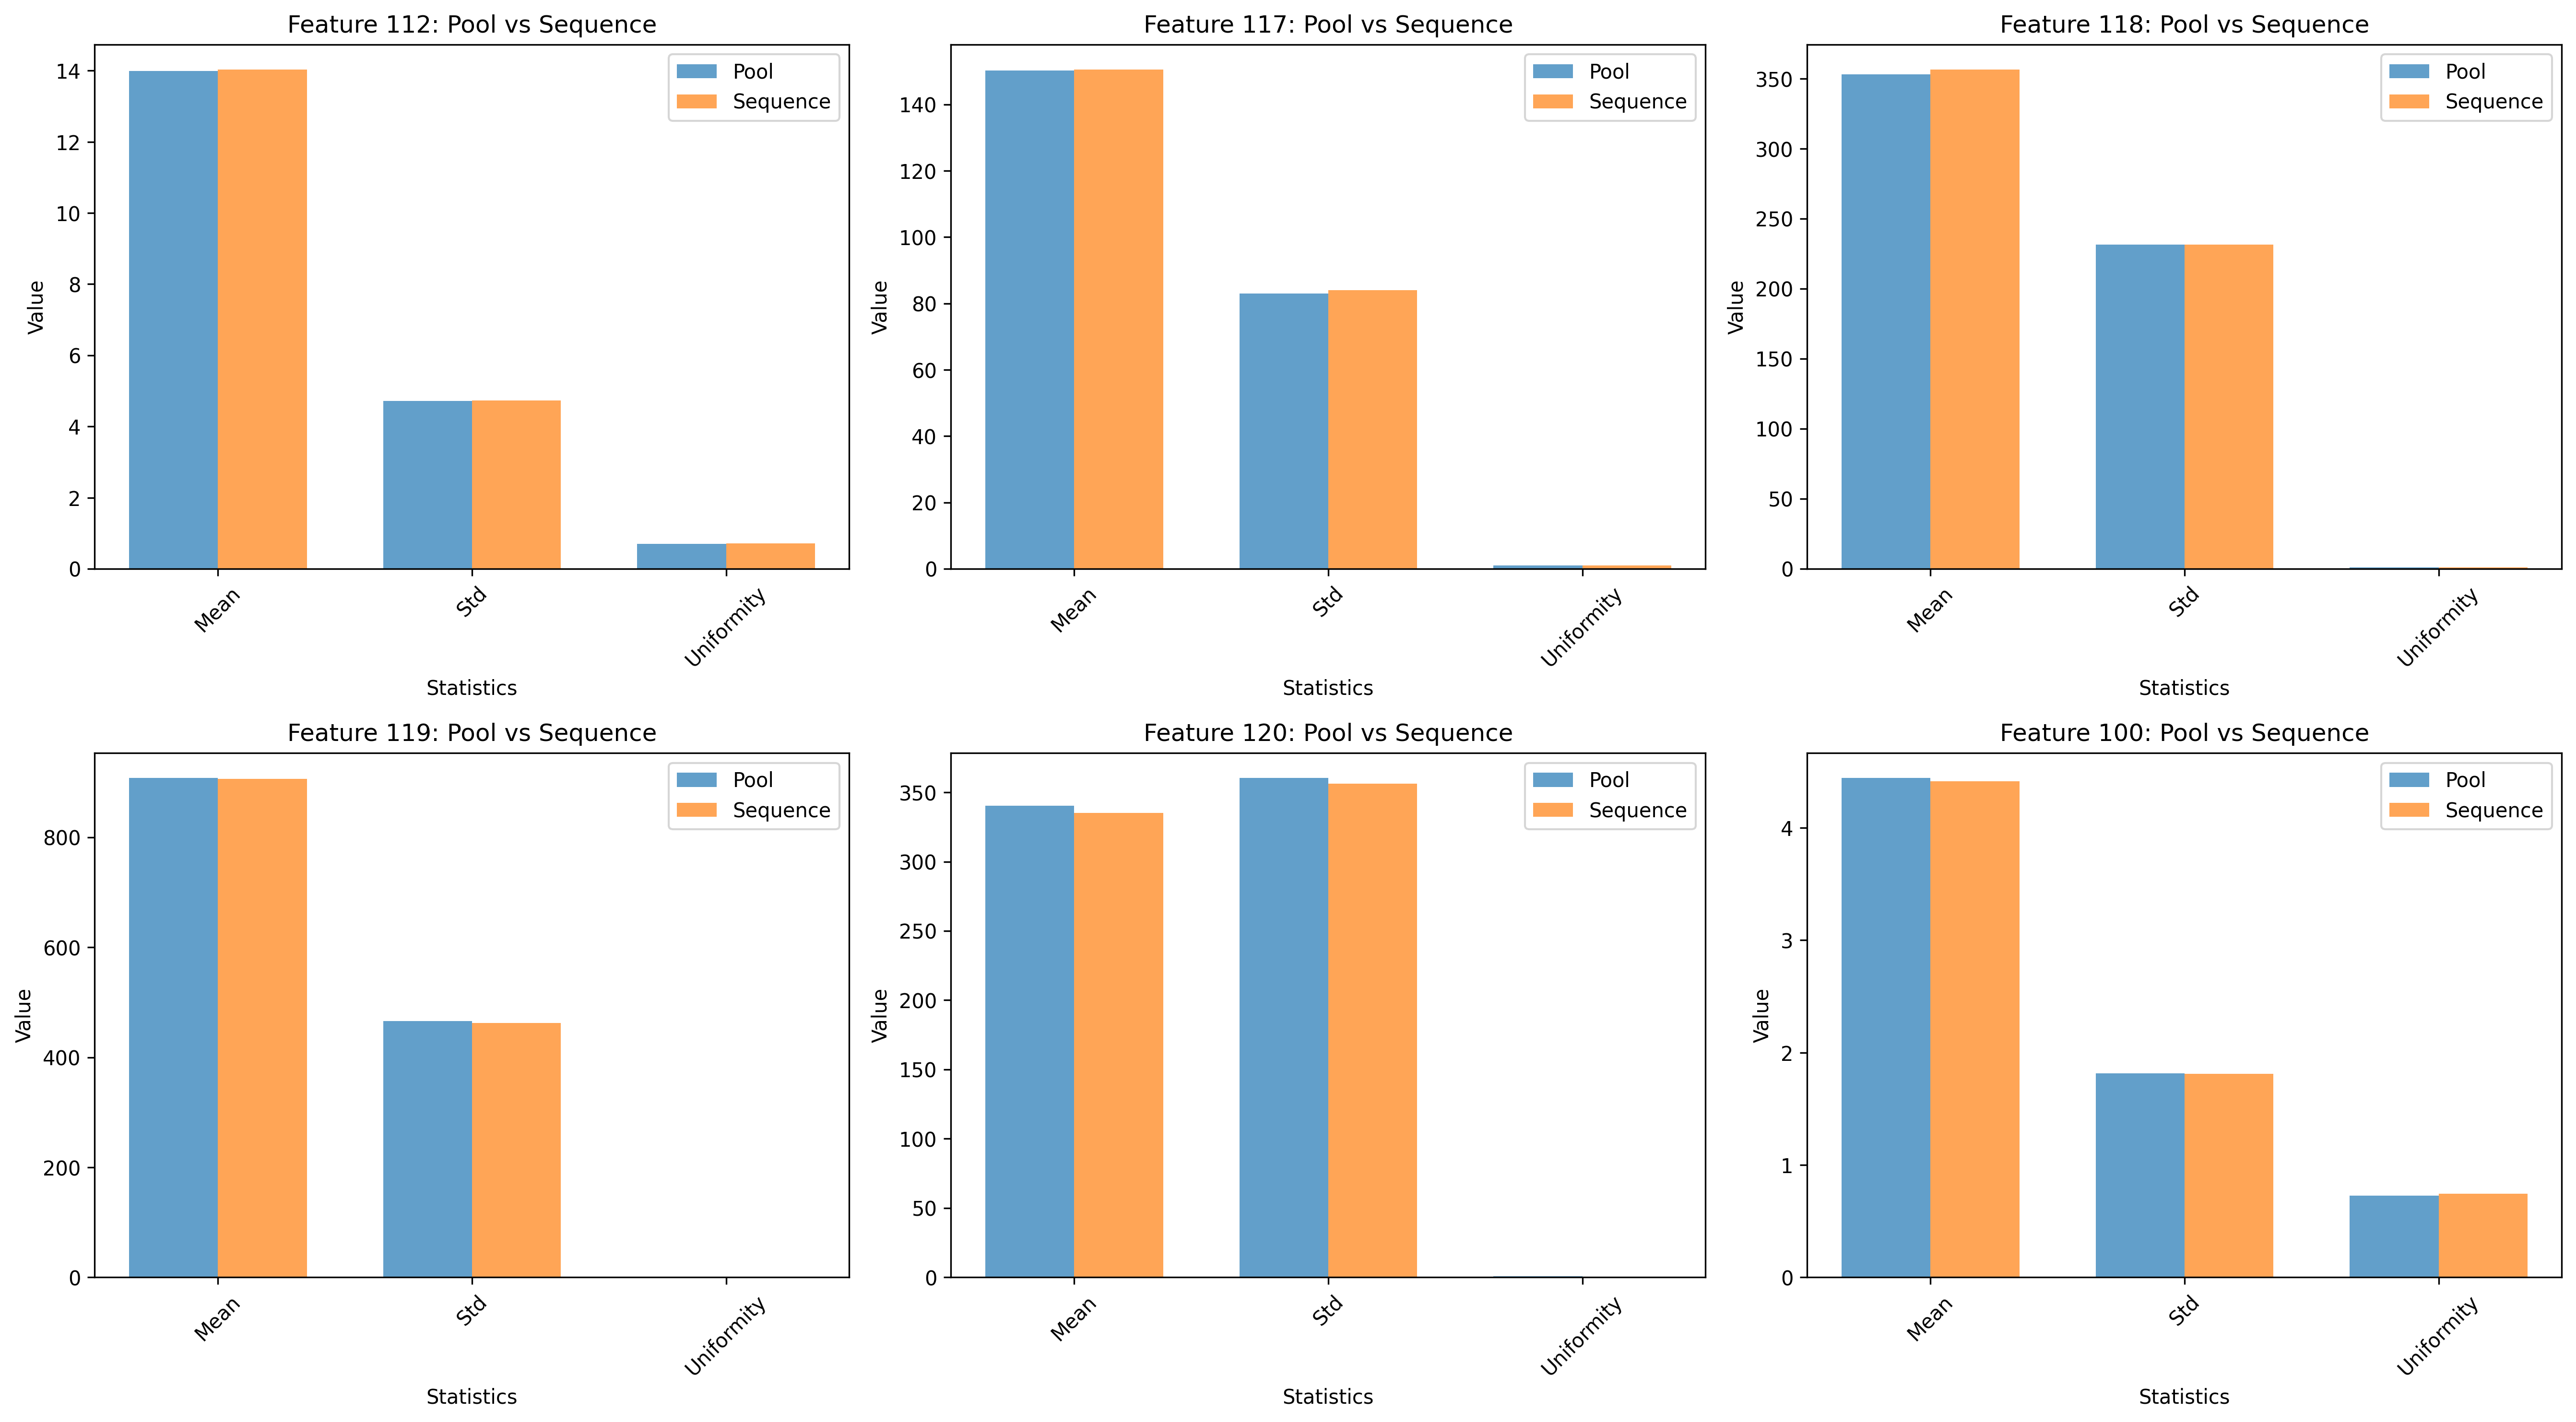 Feature 112: Pool vs Sequence
Pool
Sequence
14
12
10
8
6
4
2
0
Value
Mean
Std
Uniformity
Statistics
Feature 117: Pool vs Sequence
Pool
Sequence
140
120
100
80
60
40
20
0
Value
Mean
Std
Uniformity
Statistics
Feature 118: Pool vs Sequence
Pool
Sequence
350
300
250
200
150
100
50
0
Value
Mean
Std
Uniformity
Statistics
Feature 119: Pool vs Sequence
Pool
Sequence
800
600
400
200
0
Value
Mean
Std
Uniformity
Statistics
Feature 120: Pool vs Sequence
Pool
Sequence
350
300
250
200
150
100
50
0
Value
Mean
Std
Uniformity
Statistics
Feature 100: Pool vs Sequence
Pool
Sequence
4
3
2
1
0
Value
Mean
Std
Uniformity
Statistics